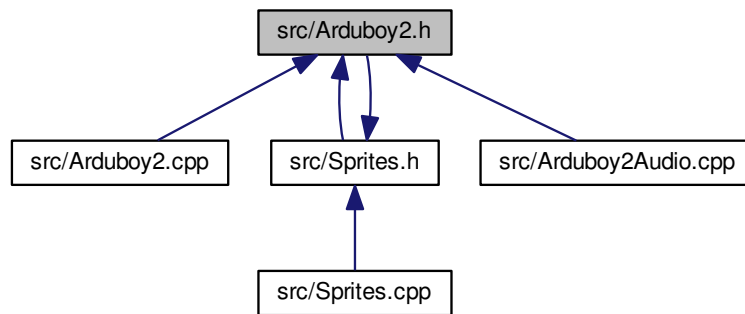 src/Arduboy2.h
src/Arduboy2.cpp
src/Sprites.h
src/Arduboy2Audio.cpp
src/Sprites.cpp